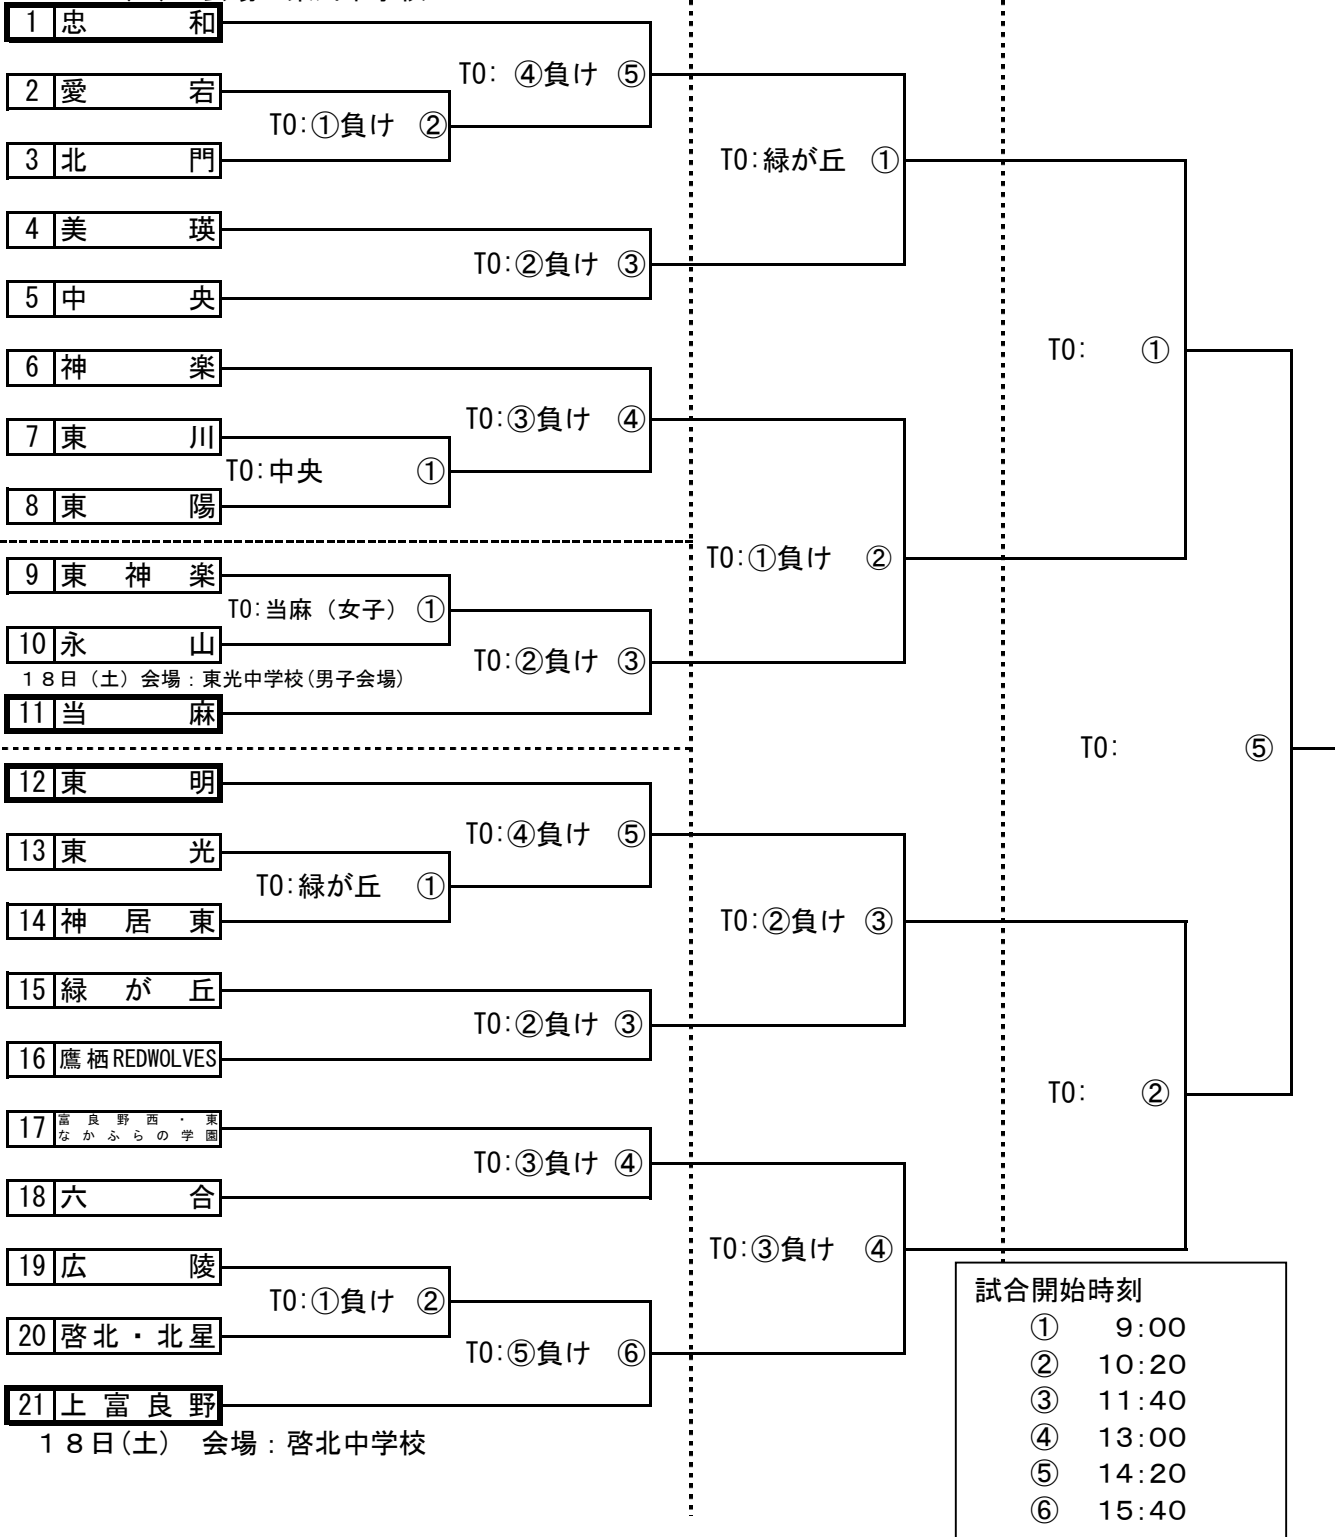 1 忠和
TO: ④負け ⑤
2 愛宕
TO:①負け ②
3 北門
TO:緑が丘 ①
4 美瑛
TO:②負け ③
5 中央
TO: ①
6 神楽
TO:③負け ④
7 東川
TO:中央 ①
8 東陽
TO:①負け ②
9 東神楽
TO:当麻（女子） ①
10 永山
TO:②負け ③
１８日（土）会場：東光中学校(男子会場)
11 当麻
TO: ⑤
12 東明
TO:④負け ⑤
13 東光
TO:緑が丘 ①
14 神居東
TO:②負け ③
15 緑が丘
TO:②負け ③
16 鷹栖REDWOLVES
TO: ②
17 富良野西・東
なかふらの学園
TO:③負け ④
18 六合
TO:③負け ④
19 広陵
TO:①負け ②
20 啓北・北星
TO:⑤負け ⑥
21 上富良野
１８日(土)　会場：啓北中学校
試合開始時刻
① 9:00
② 10:20
③ 11:40
④ 13:00
⑤ 14:20
⑥ 15:40